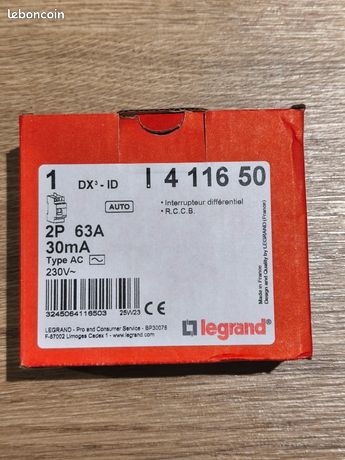 leboncoin
1 DX³ - ID 4 116 50
AUTO
• Interrupteur différentiel
• R.C.C.B.
2P 63A
30mA
Type AC
230V~
3245064116503 25W23 CE
LEGRAND - Pro and Consumer Service - BP30076
F-87002 Limoges Cedex 1 - www.legrand.com
legrand
Made in France
Design and Quality by LEGRAND (France)